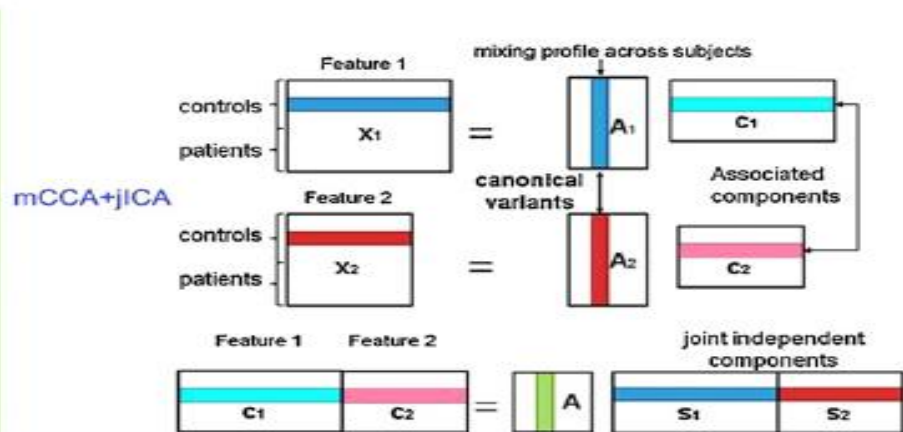 mixing profile across subjects
Feature 1
controls
patients
X1
=
A1
C1
mCCA+jICA
canonical
variants
Associated
components
Feature 2
controls
patients
X2
=
A2
C2
Feature 1
Feature 2
joint independent
components
C1
C2
=
A
S1
S2